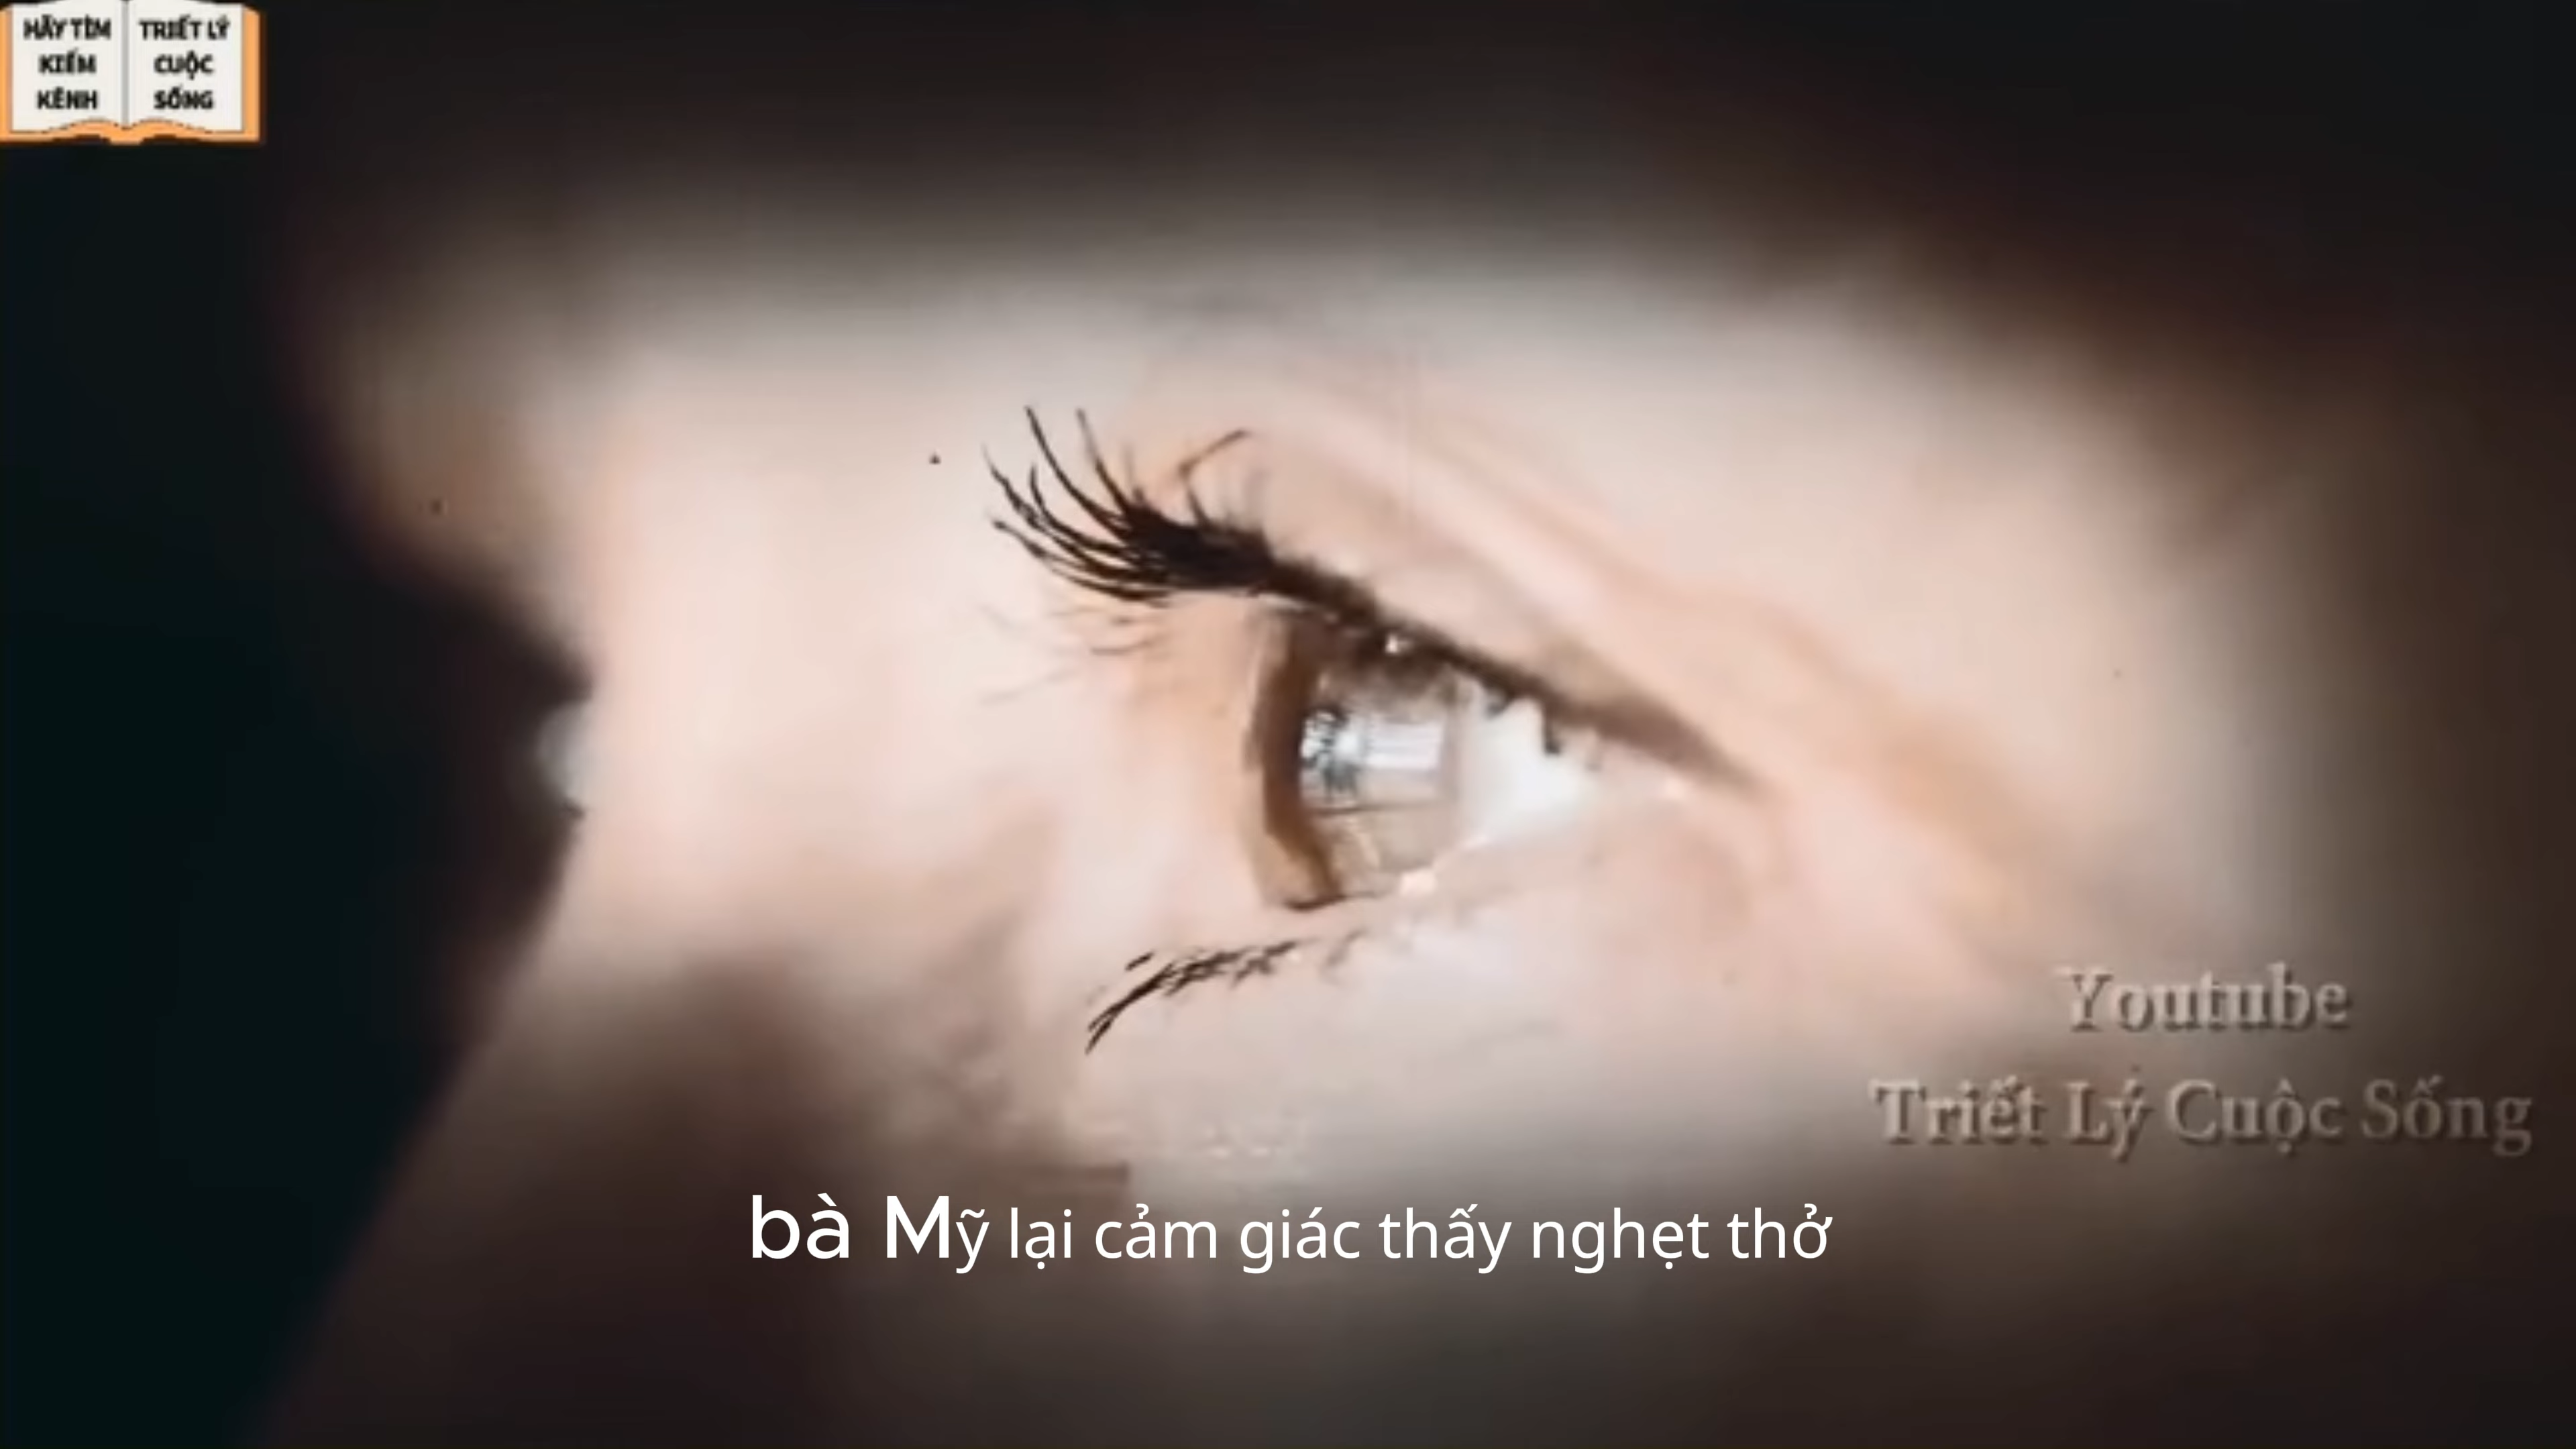 HÃY TÌM
KIẾM
KÊNH
TRIẾT LÝ
CUỘC
SỐNG
Youtube
Triết Lý Cuộc Sống
bà Mỹ lại cảm giác thấy nghẹt thở